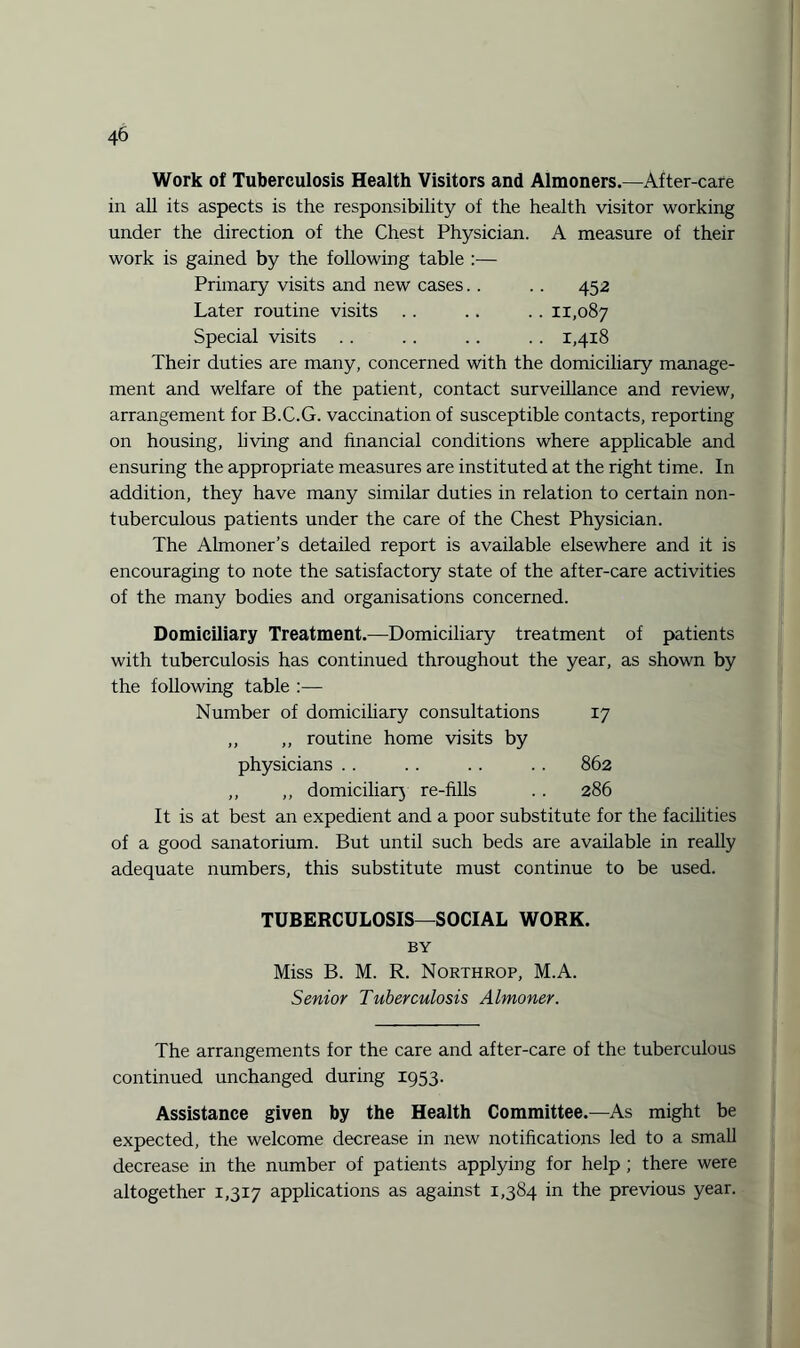 46
Work of Tuberculosis Health Visitors and Almoners.—After-care
in all its aspects is the responsibility of the health visitor working
under the direction of the Chest Physician. A measure of their
work is gained by the following table :—
Primary visits and new cases. . . . 452
Later routine visits . . . . . . 11,087
Special visits . . . . . . . . 1,418
Their duties are many, concerned with the domiciliary manage-
ment and welfare of the patient, contact surveillance and review,
arrangement for B.C.G. vaccination of susceptible contacts, reporting
on housing, living and financial conditions where applicable and
ensuring the appropriate measures are instituted at the right time. In
addition, they have many similar duties in relation to certain non-
tuberculous patients under the care of the Chest Physician.
The Almoner's detailed report is available elsewhere and it is
encouraging to note the satisfactory state of the after-care activities
of the many bodies and organisations concerned.
Domiciliary Treatment.—Domiciliary treatment of patients
with tuberculosis has continued throughout the year, as shown by
the following table :—
Number of domiciliary consultations 17
,, ,, routine home visits by
physicians . . . . . . . . 862
,, ,, domiciliary re-fills . . 286
It is at best an expedient and a poor substitute for the facilities
of a good sanatorium. But until such beds are available in really
adequate numbers, this substitute must continue to be used.
TUBERCULOSIS—SOCIAL WORK.
BY
Miss B. M. R. Northrop, M.A.
Senior Tuberculosis Almoner.
The arrangements for the care and after-care of the tuberculous
continued unchanged during 1953.
Assistance given by the Health Committee.—As might be
expected, the welcome decrease in new notifications led to a small
decrease in the number of patients applying for help ; there were
altogether 1,317 applications as against 1,384 in the previous year.